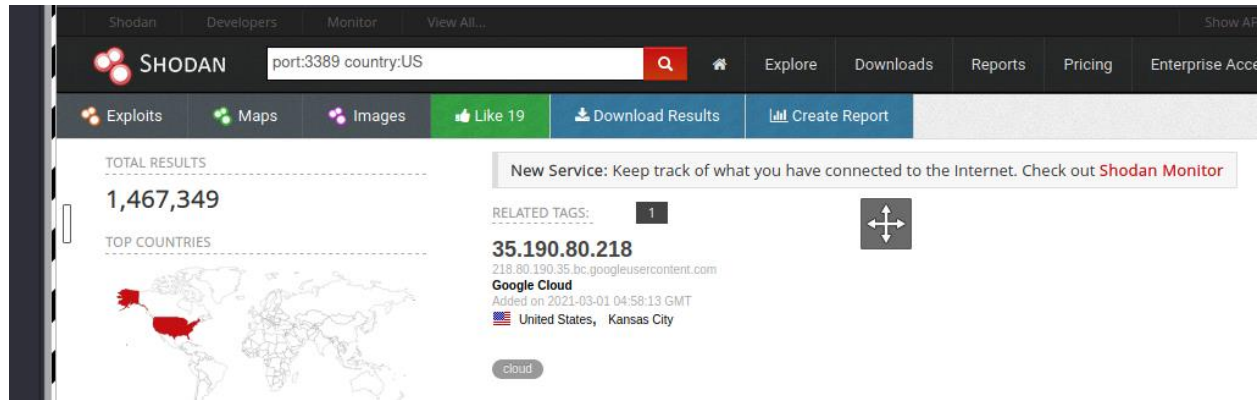 Shodan Developers Monitor View All... Show AP
SHODAN port:3389 country:US Explore Downloads Reports Pricing Enterprise Acce
Exploits Maps Images Like 19 Download Results Create Report
TOTAL RESULTS
1,467,349
TOP COUNTRIES
New Service: Keep track of what you have connected to the Internet. Check out Shodan Monitor
RELATED TAGS: 1
35.190.80.218
218.80.190.35.bc.googleusercontent.com
Google Cloud
Added on 2021-03-01 04:58:13 GMT
United States, Kansas City
cloud